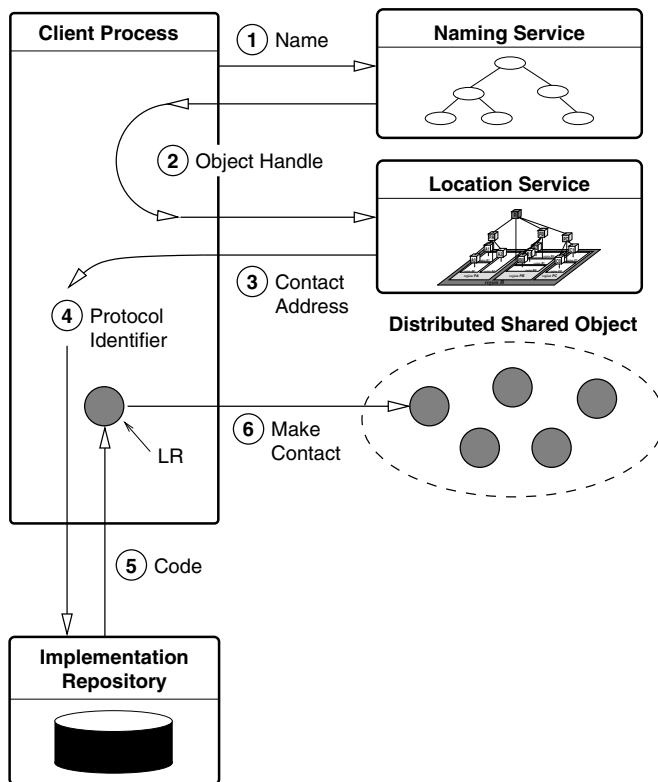 Client Process
1 Name
Naming Service
2 Object Handle
Location Service
3 Contact
Address
4 Protocol
Identifier
Distributed Shared Object
LR
6 Make
Contact
5 Code
Implementation
Repository